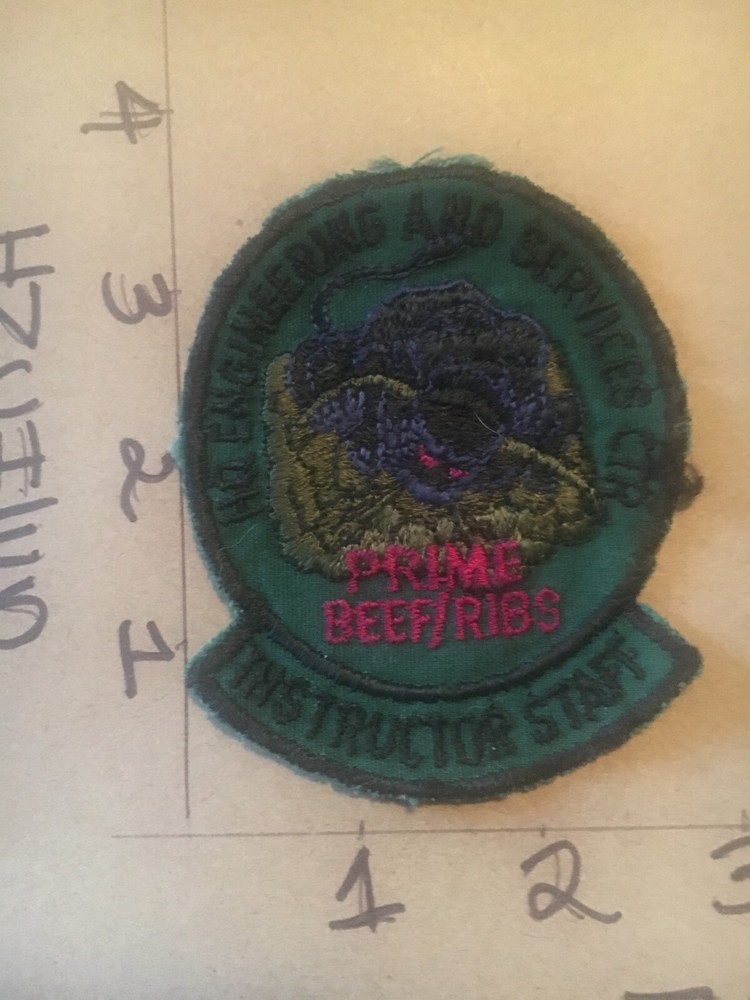 HQ ENGINEERING AND SERVICES CTR
PRIME
BEEF/RIBS
INSTRUCTOR STAFF
4
3
2
1
1
2
3